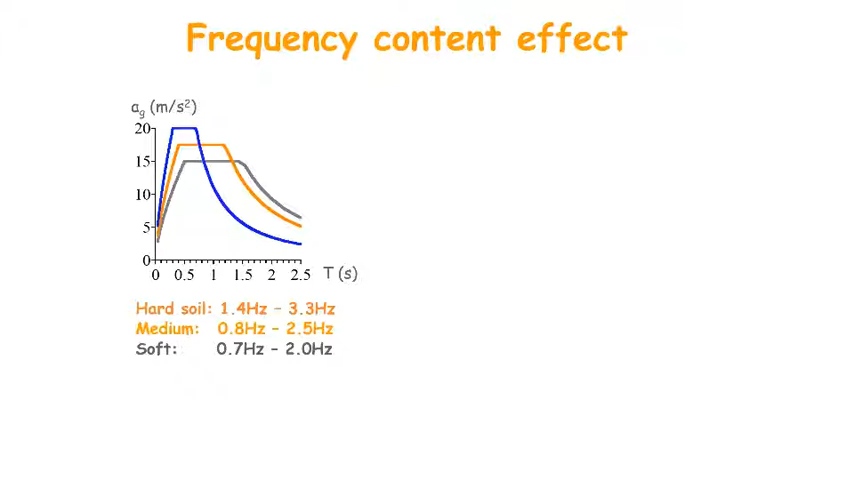 Frequency content effect
a_g (m/s²)
20
15
10
5
0
0 0.5 1 1.5 2 2.5 T (s)
Hard soil: 1.4Hz – 3.3Hz
Medium: 0.8Hz – 2.5Hz
Soft: 0.7Hz – 2.0Hz